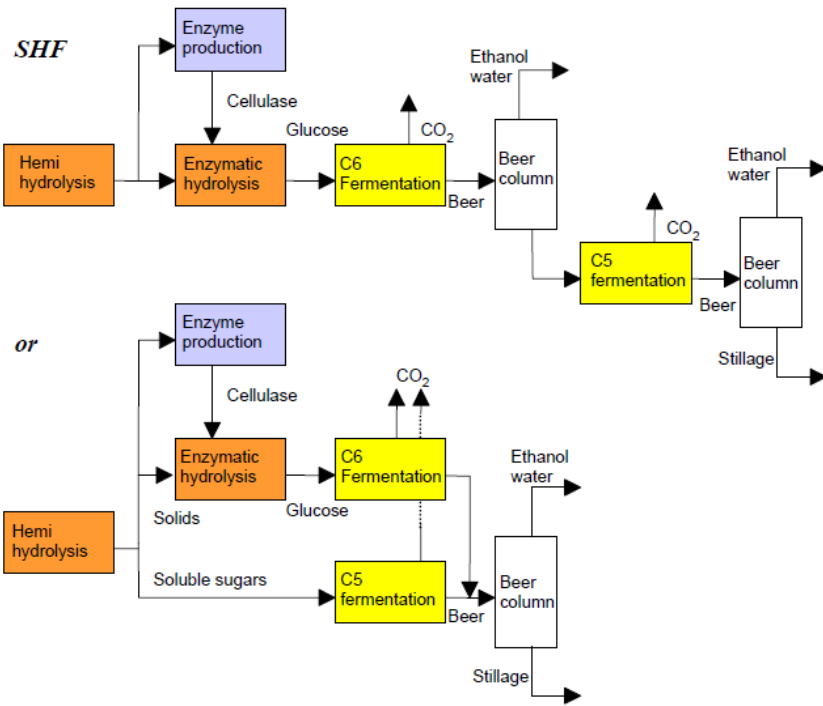 SHF
Enzyme
production
Ethanol
water
Cellulase
Glucose
CO2
Hemi
hydrolysis
Enzymatic
hydrolysis
C6
Fermentation
Beer
Beer
column
Ethanol
water
CO2
C5
fermentation
Beer
Beer
column
Stillage
or
Enzyme
production
CO2
Cellulase
Enzymatic
hydrolysis
C6
Fermentation
Ethanol
water
Solids
Glucose
Hemi
hydrolysis
Soluble sugars
C5
fermentation
Beer
Beer
column
Stillage